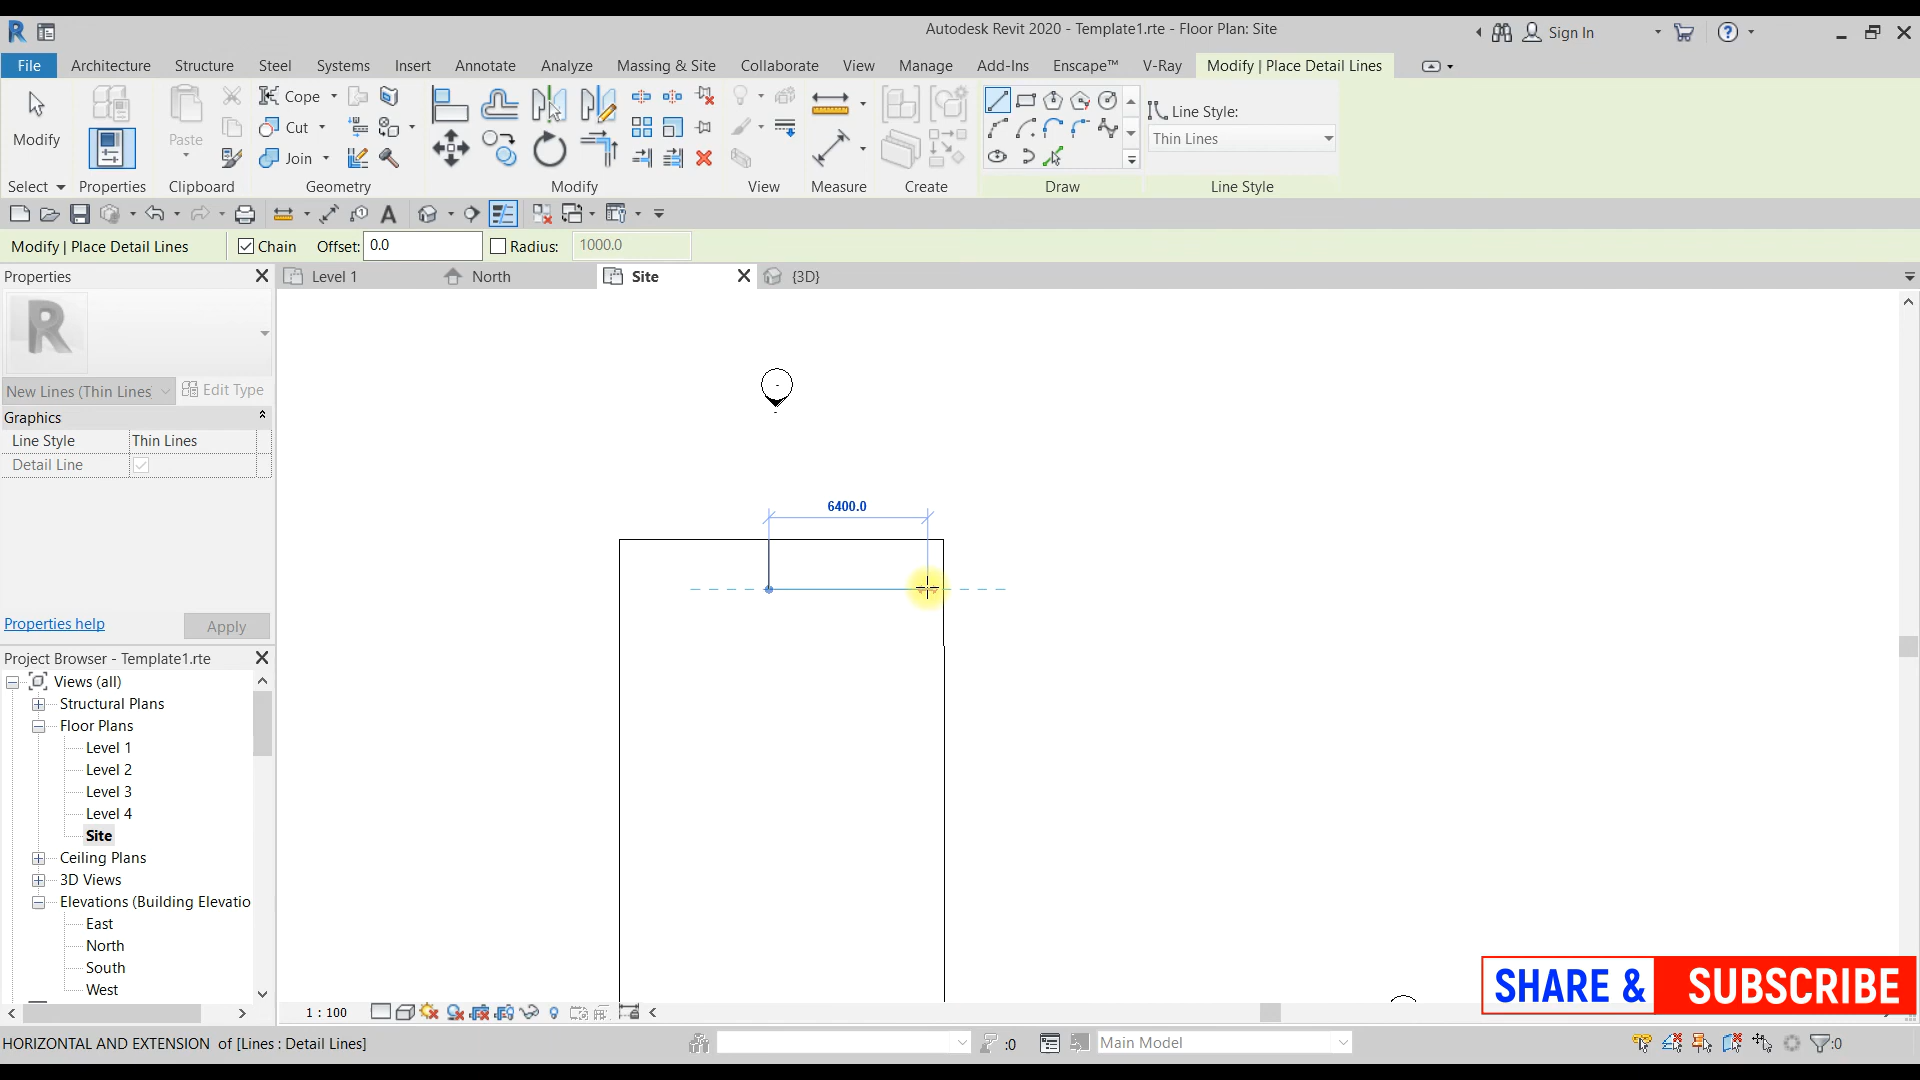 Autodesk Revit 2020 - Template1.rte - Floor Plan: Site
Sign In
File Architecture Structure Steel Systems Insert Annotate Analyze Massing & Site Collaborate View Manage Add-Ins Enscape™ V-Ray Modify | Place Detail Lines
Modify
Paste
Cope
Cut
Join
Line Style:
Thin Lines
Select Properties Clipboard Geometry Modify View Measure Create Draw Line Style
Modify | Place Detail Lines Chain Offset: 0.0 Radius: 1000.0
Properties
Level 1 North Site {3D}
New Lines (Thin Lines
Edit Type
Graphics
Line Style Thin Lines
Detail Line
6400.0
Properties help Apply
Project Browser - Template1.rte
Views (all)
Structural Plans
Floor Plans
Level 1
Level 2
Level 3
Level 4
Site
Ceiling Plans
3D Views
Elevations (Building Elevatio
East
North
South
West
SHARE & SUBSCRIBE
1 : 100
HORIZONTAL AND EXTENSION of [Lines : Detail Lines]
:0
Main Model
:0